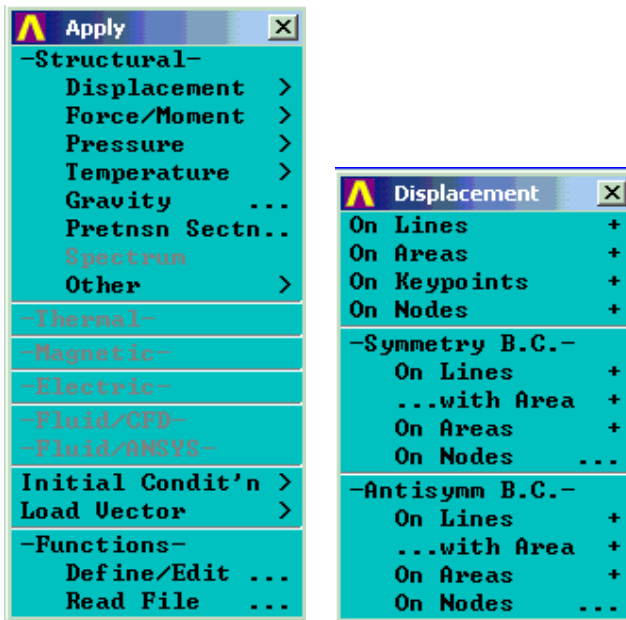 Apply
-Structural-
Displacement >
Force/Moment >
Pressure >
Temperature >
Gravity ...
Pretnsn Sectn..
Spectrum
Other >
-Thermal-
-Magnetic-
-Electric-
-Fluid/CFD-
-Fluid/ANSYS-
Initial Condit'n >
Load Vector >
-Functions-
Define/Edit ...
Read File ...
Displacement
On Lines +
On Areas +
On Keypoints +
On Nodes +
-Symmetry B.C.-
On Lines +
...with Area +
On Areas +
On Nodes ...
-Antisymm B.C.-
On Lines +
...with Area +
On Areas +
On Nodes ...